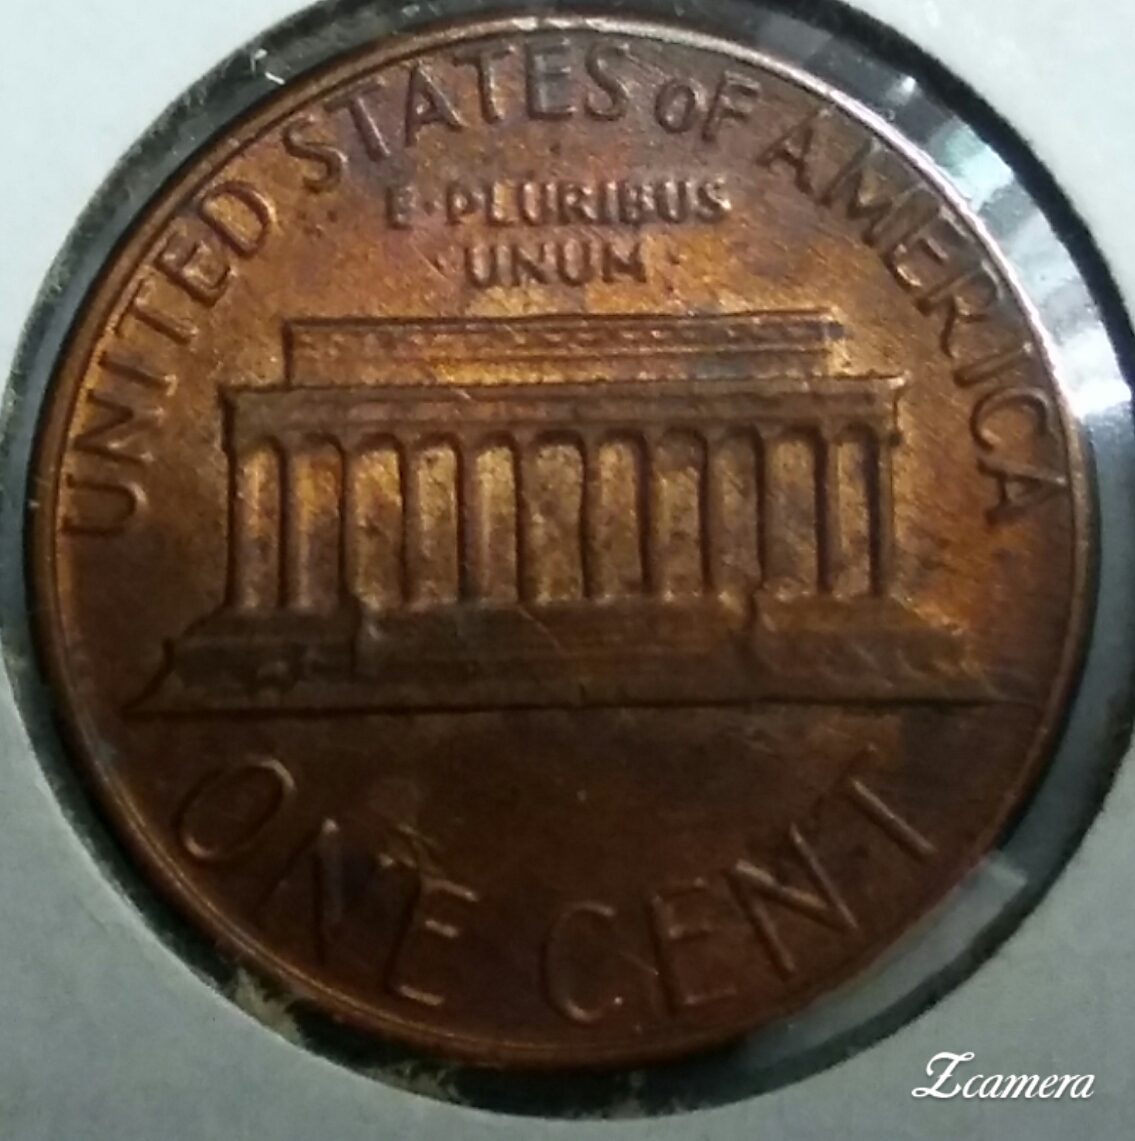 UNITED STATES OF AMERICA
E·PLURIBUS
·UNUM·
ONE CENT
Zcamera